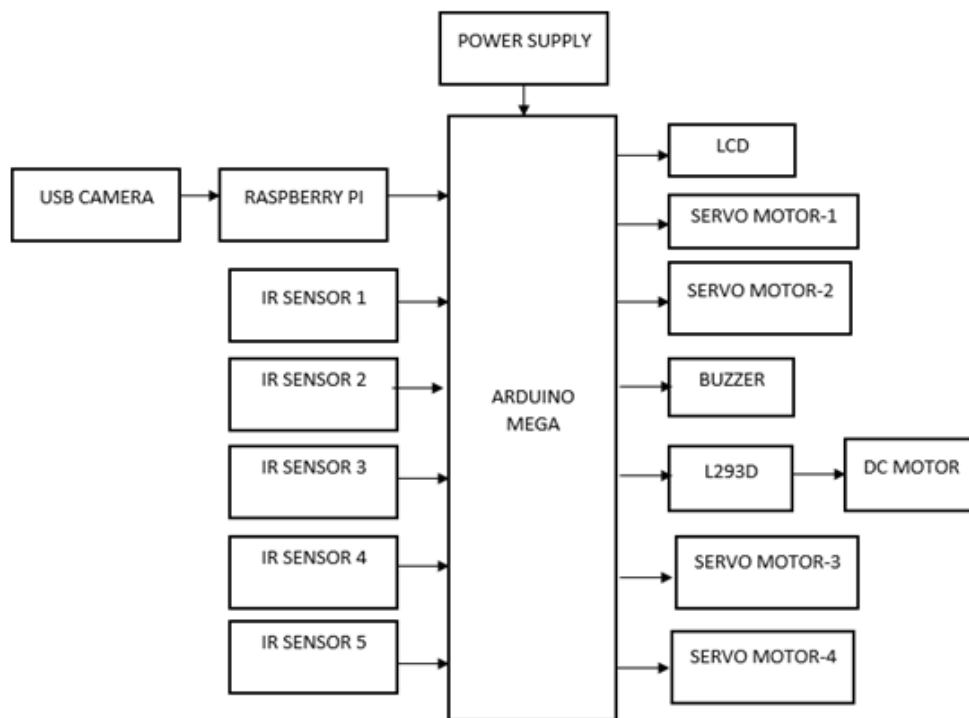 POWER SUPPLY
LCD
USB CAMERA
RASPBERRY PI
SERVO MOTOR-1
IR SENSOR 1
SERVO MOTOR-2
IR SENSOR 2
BUZZER
ARDUINO
MEGA
IR SENSOR 3
L293D
DC MOTOR
IR SENSOR 4
SERVO MOTOR-3
IR SENSOR 5
SERVO MOTOR-4